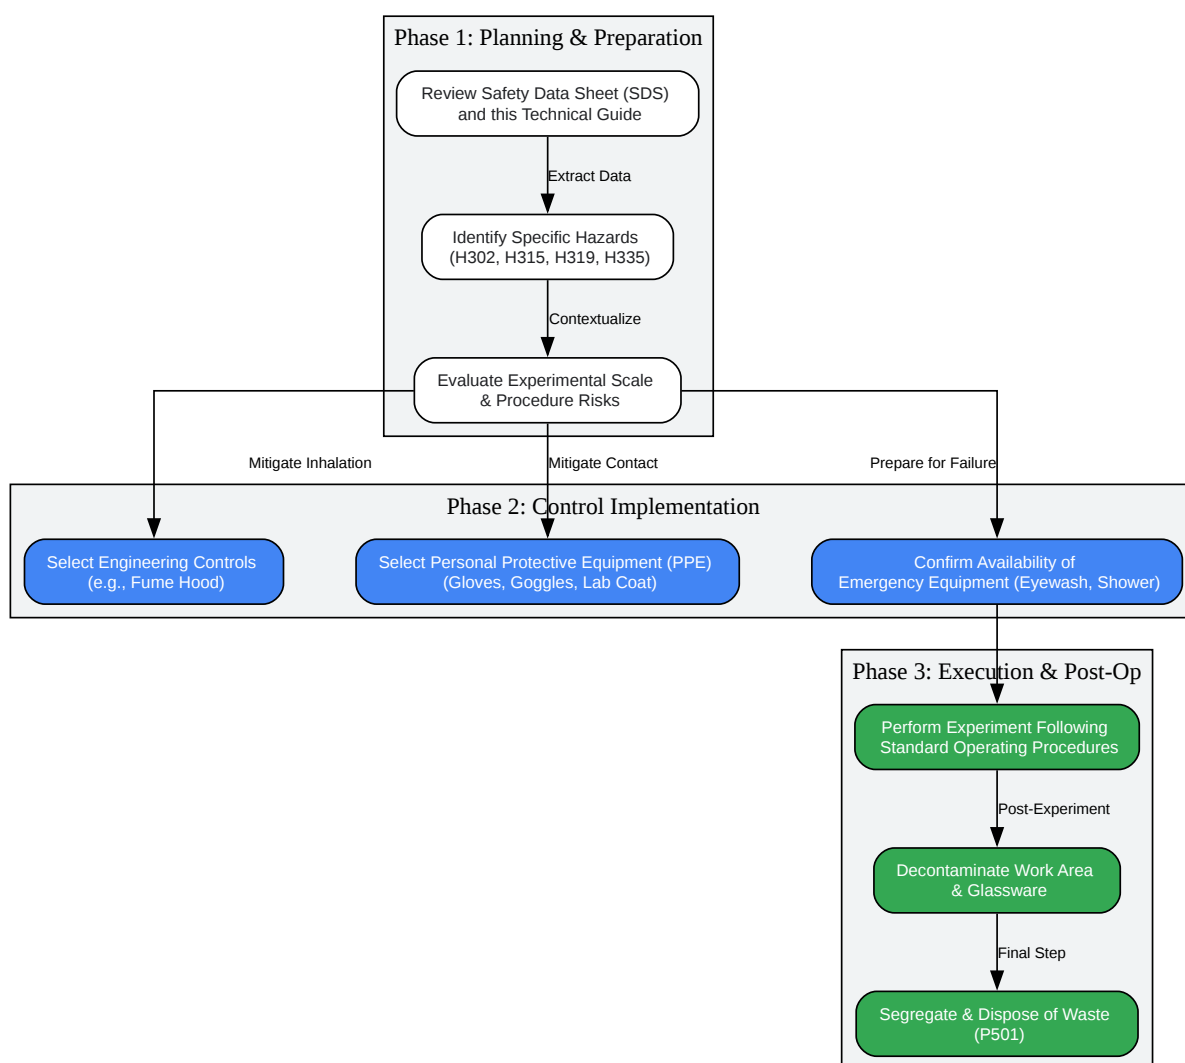 Phase 1: Planning & Preparation
Review Safety Data Sheet (SDS)
and this Technical Guide
Extract Data
Identify Specific Hazards
(H302, H315, H319, H335)
Contextualize
Evaluate Experimental Scale
& Procedure Risks
Mitigate Inhalation
Mitigate Contact
Prepare for Failure
Phase 2: Control Implementation
Select Engineering Controls
(e.g., Fume Hood)
Select Personal Protective Equipment (PPE)
(Gloves, Goggles, Lab Coat)
Confirm Availability of
Emergency Equipment (Eyewash, Shower)
Phase 3: Execution & Post-Op
Perform Experiment Following
Standard Operating Procedures
Post-Experiment
Decontaminate Work Area
& Glassware
Final Step
Segregate & Dispose of Waste
(P501)